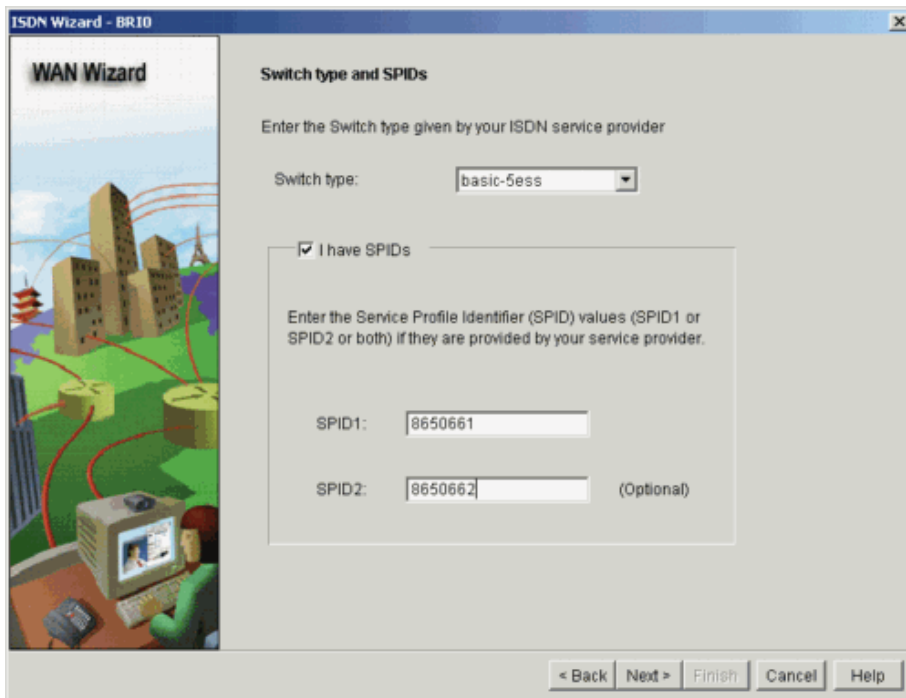 ISDN Wizard - BRI0
WAN Wizard
Switch type and SPIDs
Enter the Switch type given by your ISDN service provider
Switch type: basic-5ess
I have SPIDs
Enter the Service Profile Identifier (SPID) values (SPID1 or
SPID2 or both) if they are provided by your service provider.
SPID1: 8650661
SPID2: 8650662 (Optional)
< Back Next > Finish Cancel Help